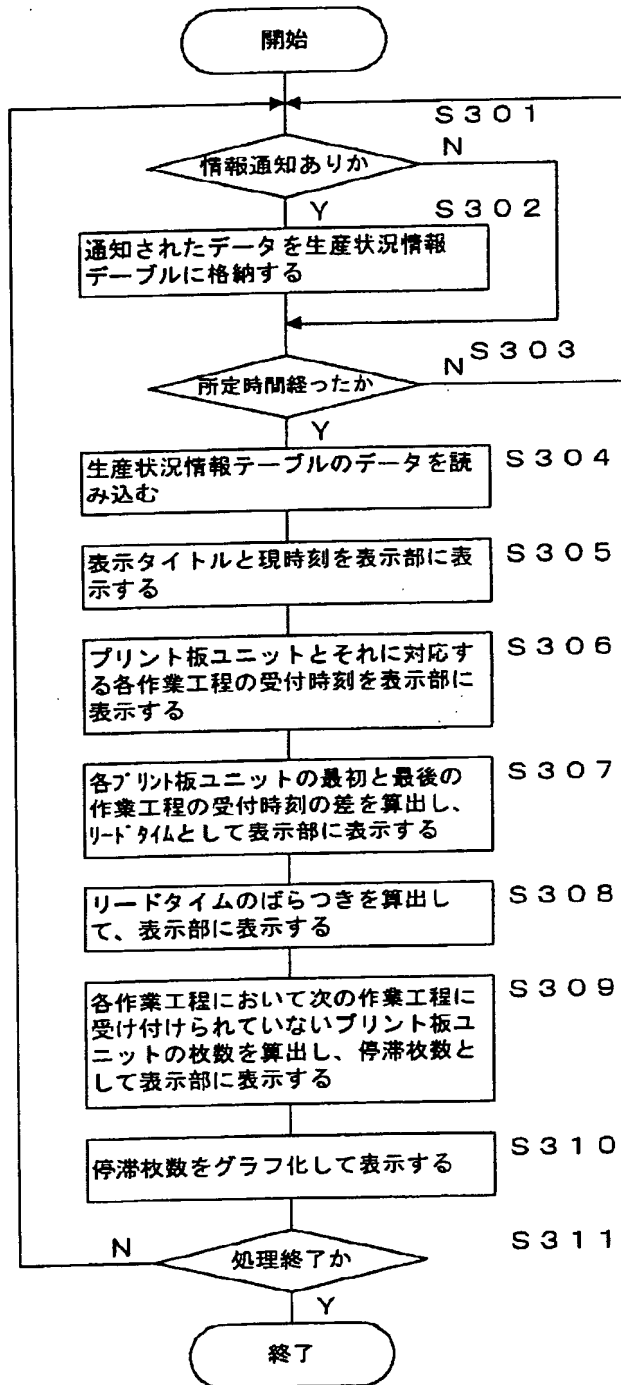 開始
S301
情報通知ありか
N
Y
S302
通知されたデータを生産状況情報
デーブルに格納する
S303
所定時間経ったか
N
Y
生産状況情報テーブルのデータを読
み込む
S304
表示タイトルと現時刻を表示部に表
示する
S305
プリント板ユニットとそれに対応す
る各作業工程の受付時刻を表示部に
表示する
S306
各プリント板ユニットの最初と最後の
作業工程の受付時刻の差を算出し、
リードタイムとして表示部に表示する
S307
リードタイムのばらつきを算出し
て、表示部に表示する
S308
各作業工程において次の作業工程に
受け付けられていないプリント板ユ
ニットの枚数を算出し、停滞枚数と
して表示部に表示する
S309
停滞枚数をグラフ化して表示する
S310
処理終了か
S311
N
Y
終了